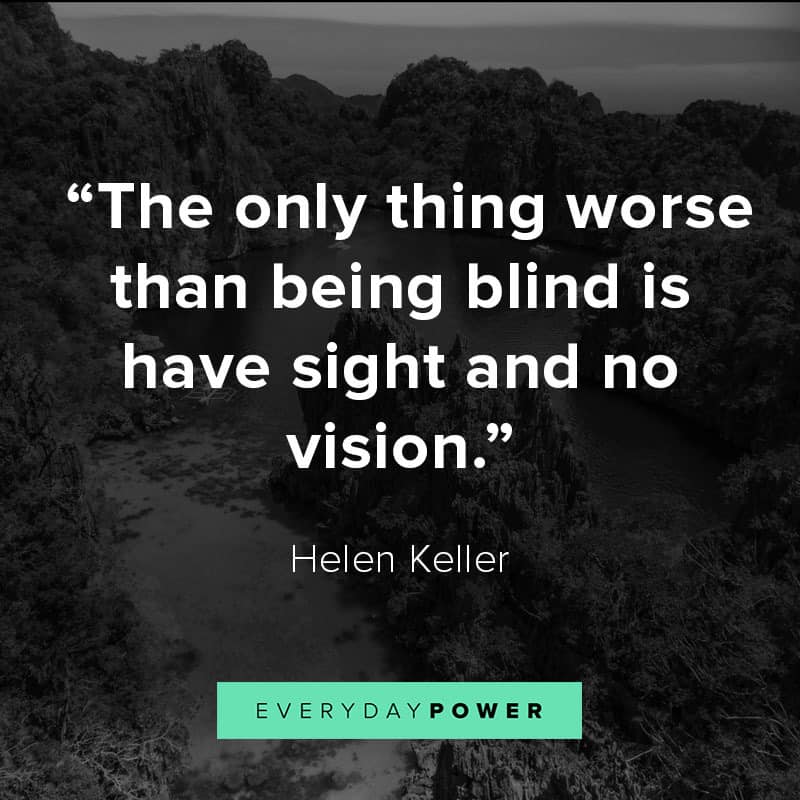 “The only thing worse
than being blind is
have sight and no
vision.”
Helen Keller
EVERYDAYPOWER